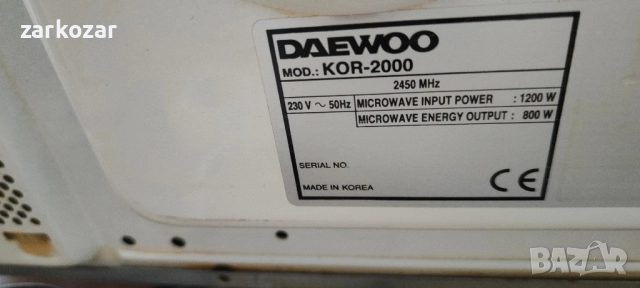 zarkozar
DAEWOO
MOD.: KOR-2000
2450 MHz
230 V ~ 50Hz MICROWAVE INPUT POWER : 1200 W
MICROWAVE ENERGY OUTPUT : 800 W
SERIAL NO.
MADE IN KOREA
CE
BAZAR